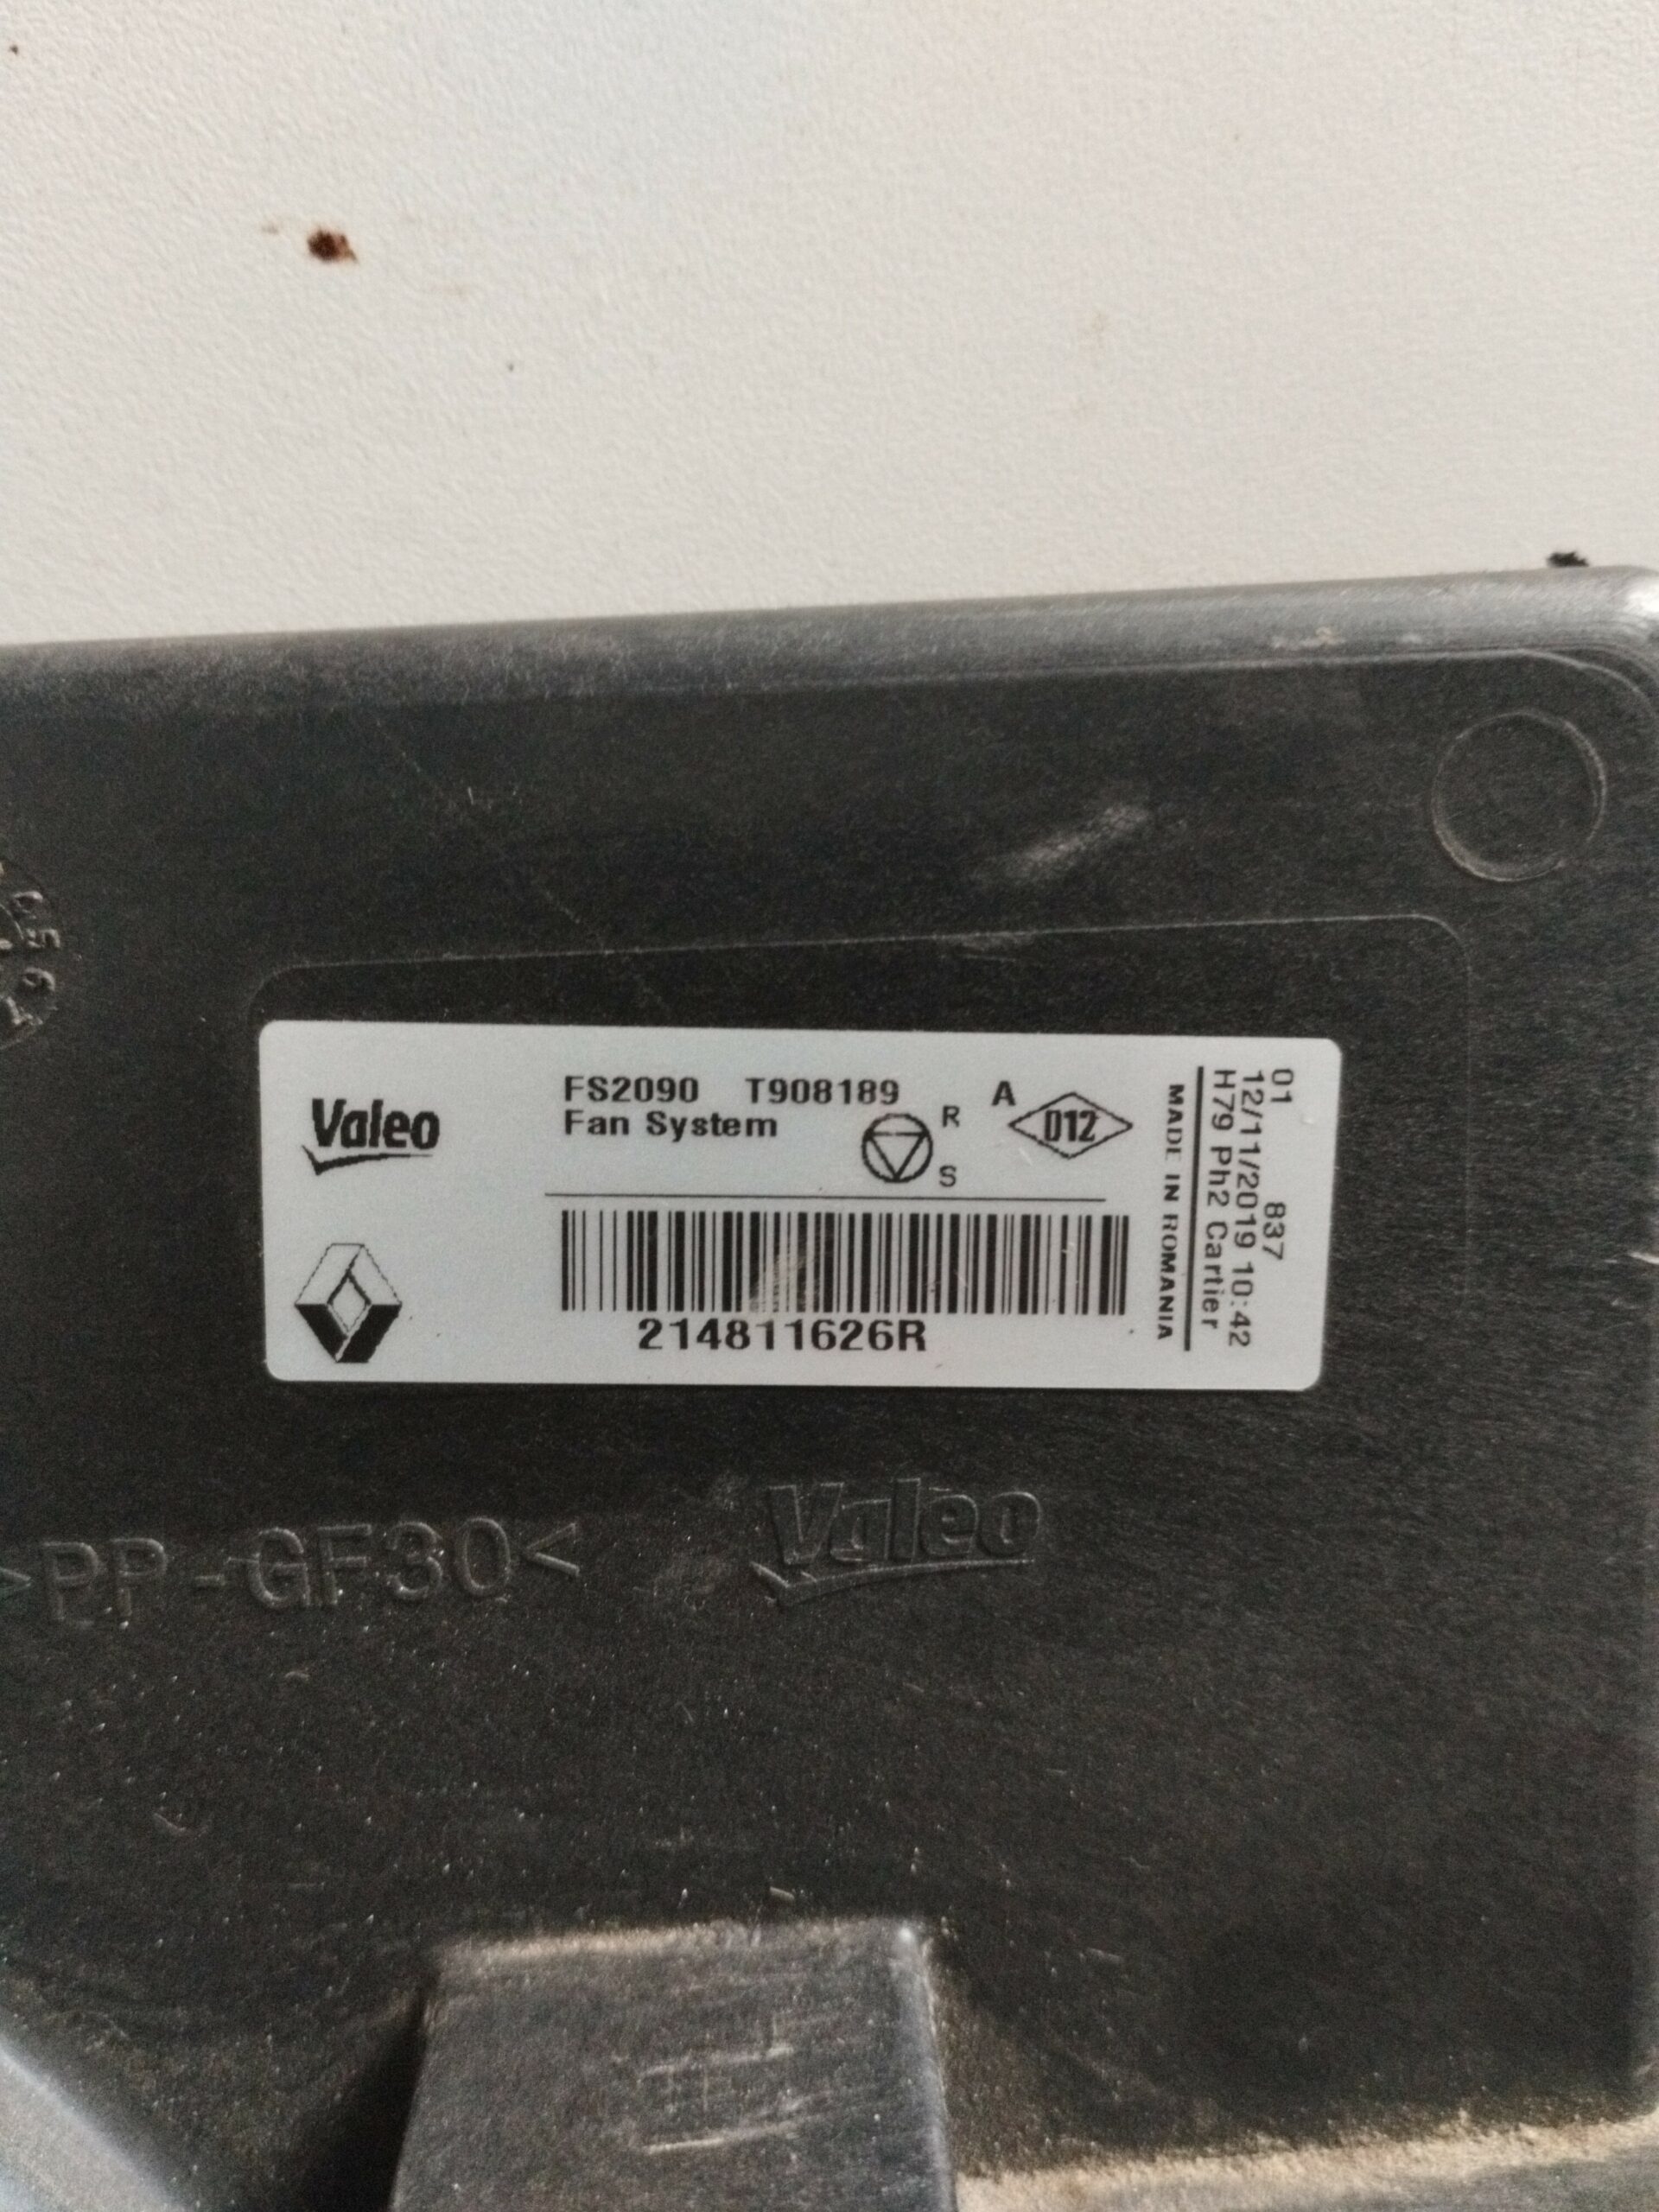 Valeo
FS2090 T908189
Fan System
R
S
A
D12
214811626R
MADE IN ROMANIA
01 837
12/11/2019 10:42
H79 Ph2 Cartier
>PP-GF30<
Valeo